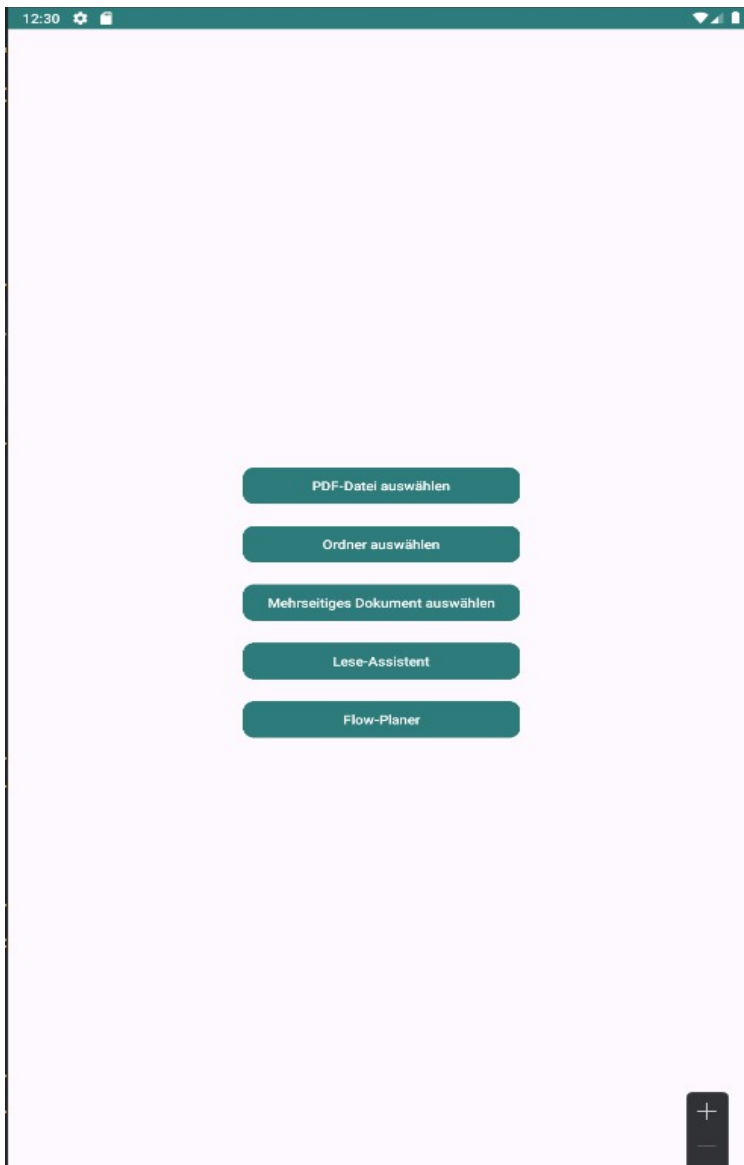 12:30
PDF-Datei auswählen
Ordner auswählen
Mehrseitiges Dokument auswählen
Lese-Assistent
Flow-Planer